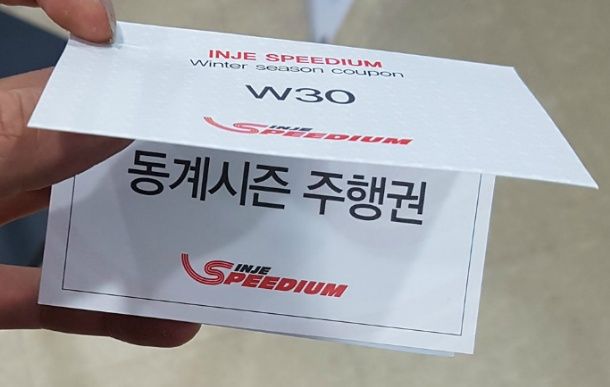 INJE SPEEDIUM
Winter season coupon
W30
INJE
SPEEDIUM
동계시즌 주행권
INJE
SPEEDIUM